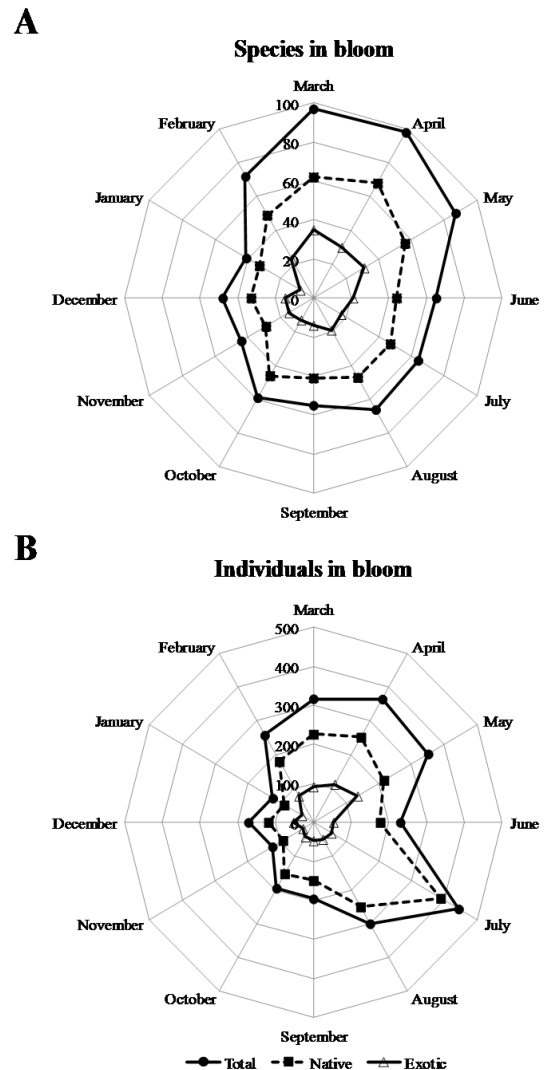 A
Species in bloom
March
100
February
April
80
60
January
May
40
20
December
0
June
November
July
October
August
September
B
Individuals in bloom
March
500
February
April
400
300
January
May
200
100
December
0
June
November
July
October
August
September
Total Native Exotic